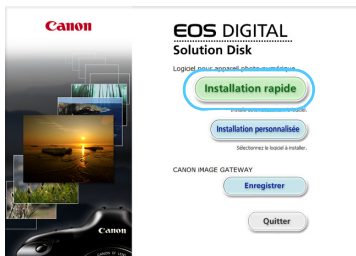 Canon
EOS DIGITAL
Solution Disk
Logiciel pour appareil photo numérique
Installation rapide
Installation personnalisée
Sélectionnez le logiciel à installer.
CANON iMAGE GATEWAY
Enregistrer
Quitter
Canon